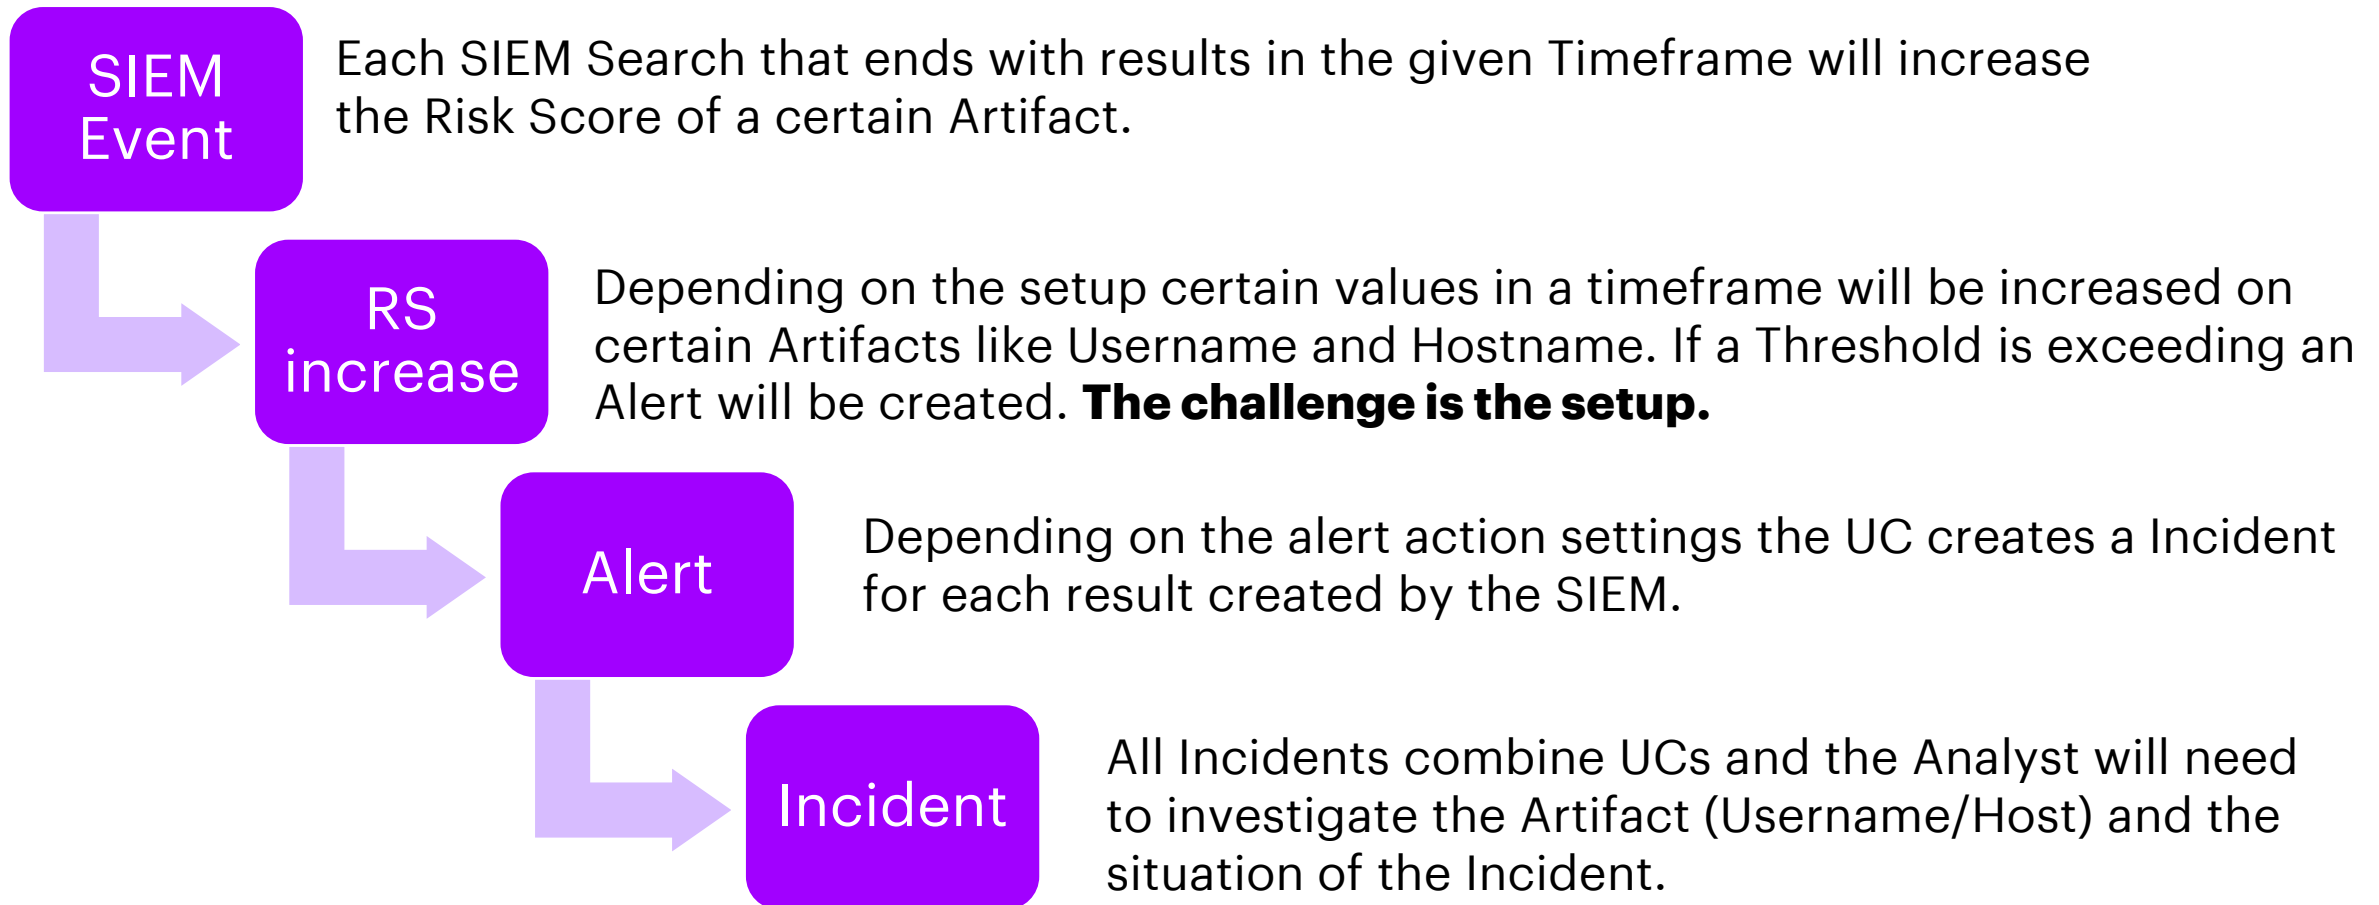 SIEM
Event
Each SIEM Search that ends with results in the given Timeframe will increase
the Risk Score of a certain Artifact.
RS
increase
Depending on the setup certain values in a timeframe will be increased on
certain Artifacts like Username and Hostname. If a Threshold is exceeding an
Alert will be created. The challenge is the setup.
Alert
Depending on the alert action settings the UC creates a Incident
for each result created by the SIEM.
Incident
All Incidents combine UCs and the Analyst will need
to investigate the Artifact (Username/Host) and the
situation of the Incident.